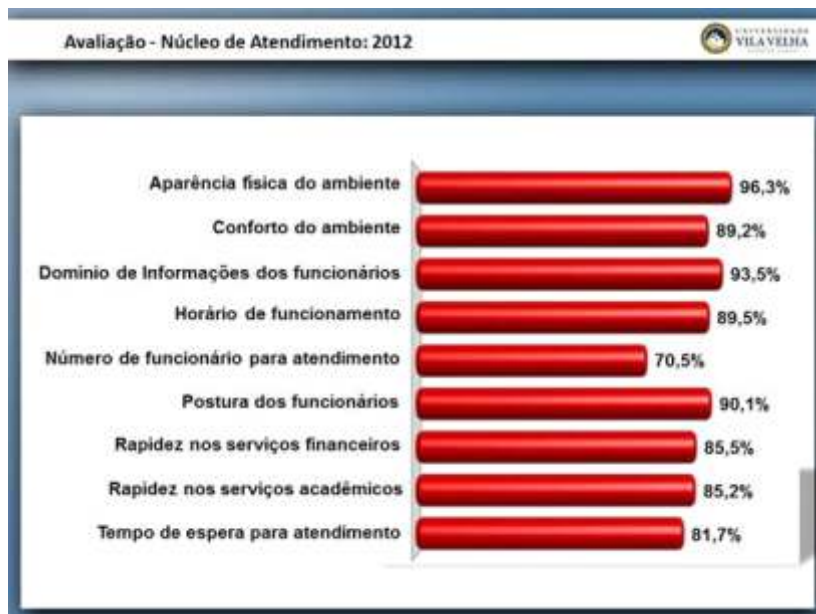 Avaliação - Núcleo de Atendimento: 2012
UNIVERSIDADE
VILA VELHA
Aparência física do ambiente 96,3%
Conforto do ambiente 89,2%
Domínio de Informações dos funcionários 93,5%
Horário de funcionamento 89,5%
Número de funcionário para atendimento 70,5%
Postura dos funcionários 90,1%
Rapidez nos serviços financeiros 85,5%
Rapidez nos serviços acadêmicos 85,2%
Tempo de espera para atendimento 81,7%